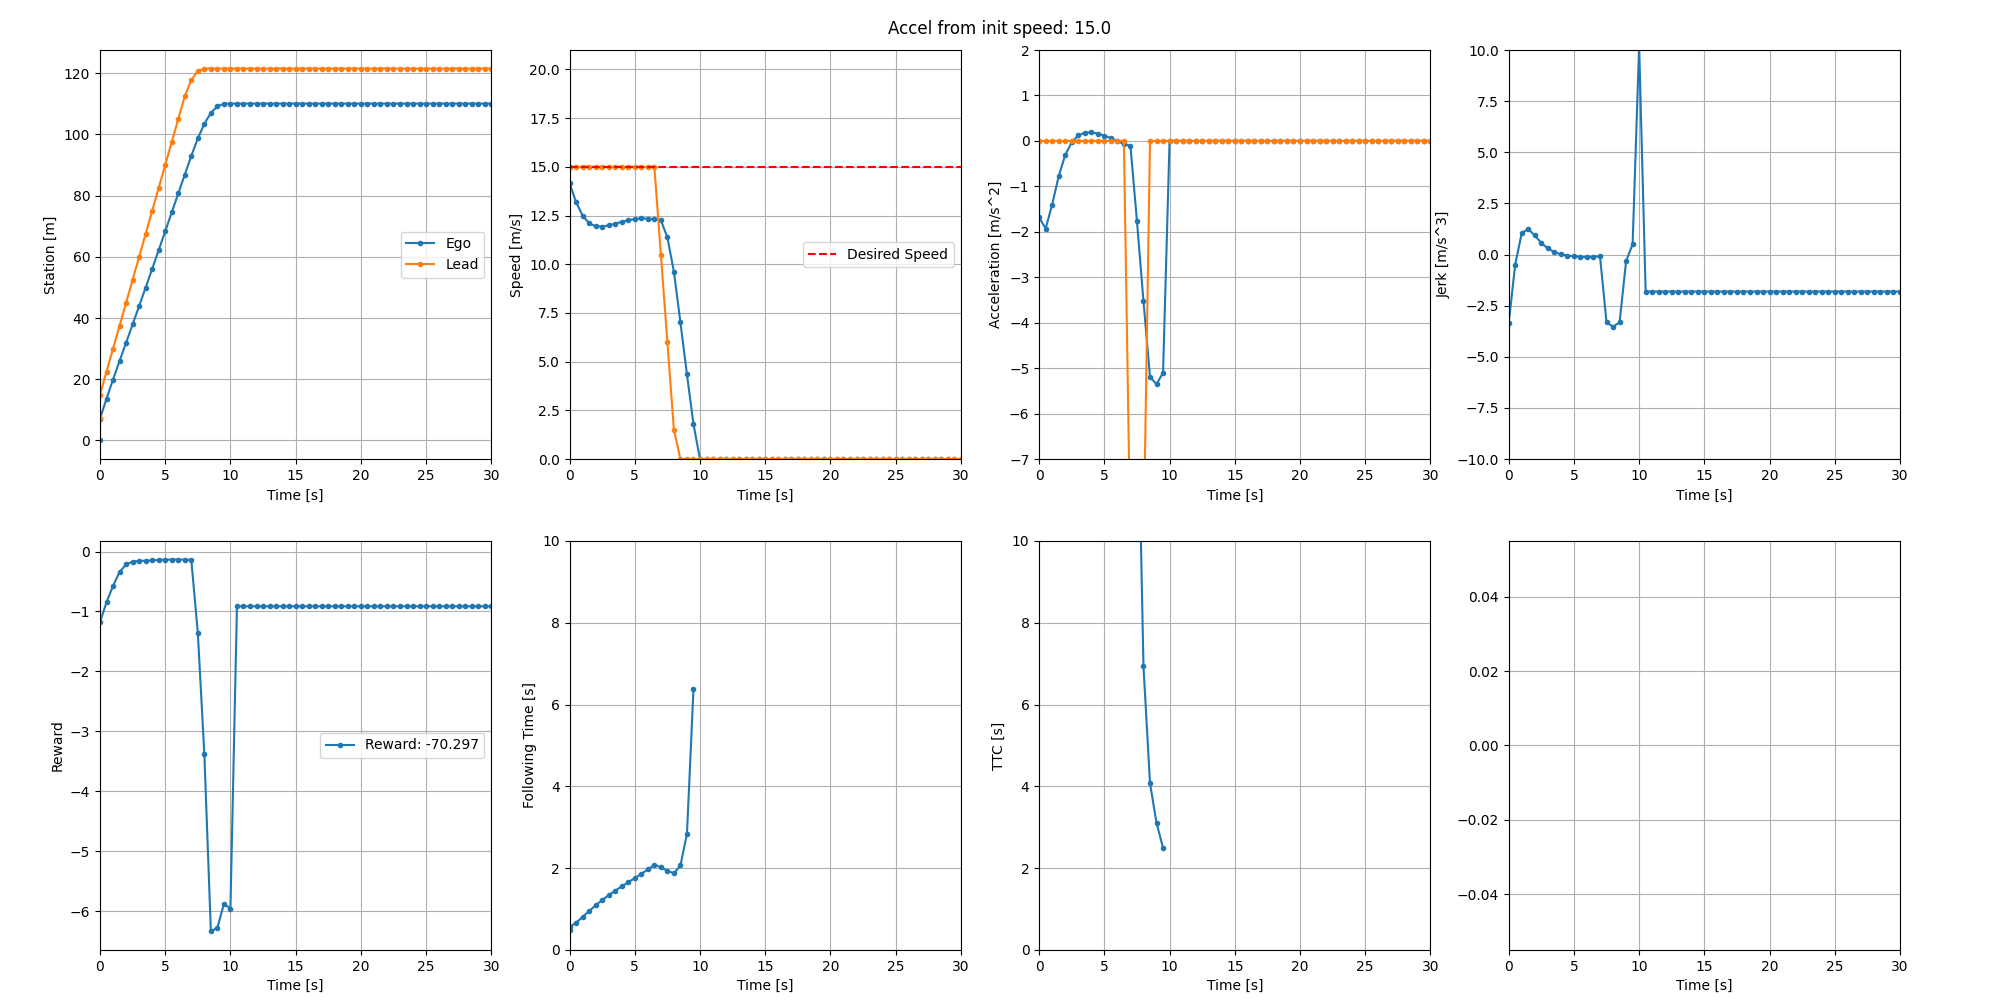 Accel from init speed: 15.0
120
100
80
60
40
20
0
Station [m]
Ego
Lead
0 5 10 15 20 25 30
Time [s]
20.0
17.5
15.0
12.5
10.0
7.5
5.0
2.5
0.0
Speed [m/s]
Desired Speed
0 5 10 15 20 25 30
Time [s]
2
1
0
−1
−2
−3
−4
−5
−6
−7
Acceleration [m/s^2]
0 5 10 15 20 25 30
Time [s]
10.0
7.5
5.0
2.5
0.0
−2.5
−5.0
−7.5
−10.0
Jerk [m/s^3]
0 5 10 15 20 25 30
Time [s]
0
−1
−2
−3
−4
−5
−6
Reward
Reward: -70.297
0 5 10 15 20 25 30
Time [s]
10
8
6
4
2
0
Following Time [s]
0 5 10 15 20 25 30
Time [s]
10
8
6
4
2
0
TTC [s]
0 5 10 15 20 25 30
Time [s]
0.04
0.02
0.00
−0.02
−0.04
0 5 10 15 20 25 30
Time [s]